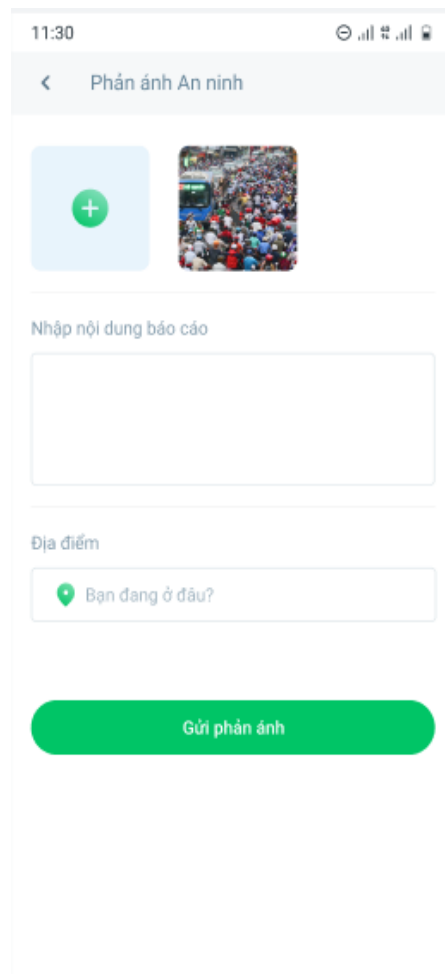 11:30
Phản ánh An ninh
Nhập nội dung báo cáo
Địa điểm
Bạn đang ở đâu?
Gửi phản ánh